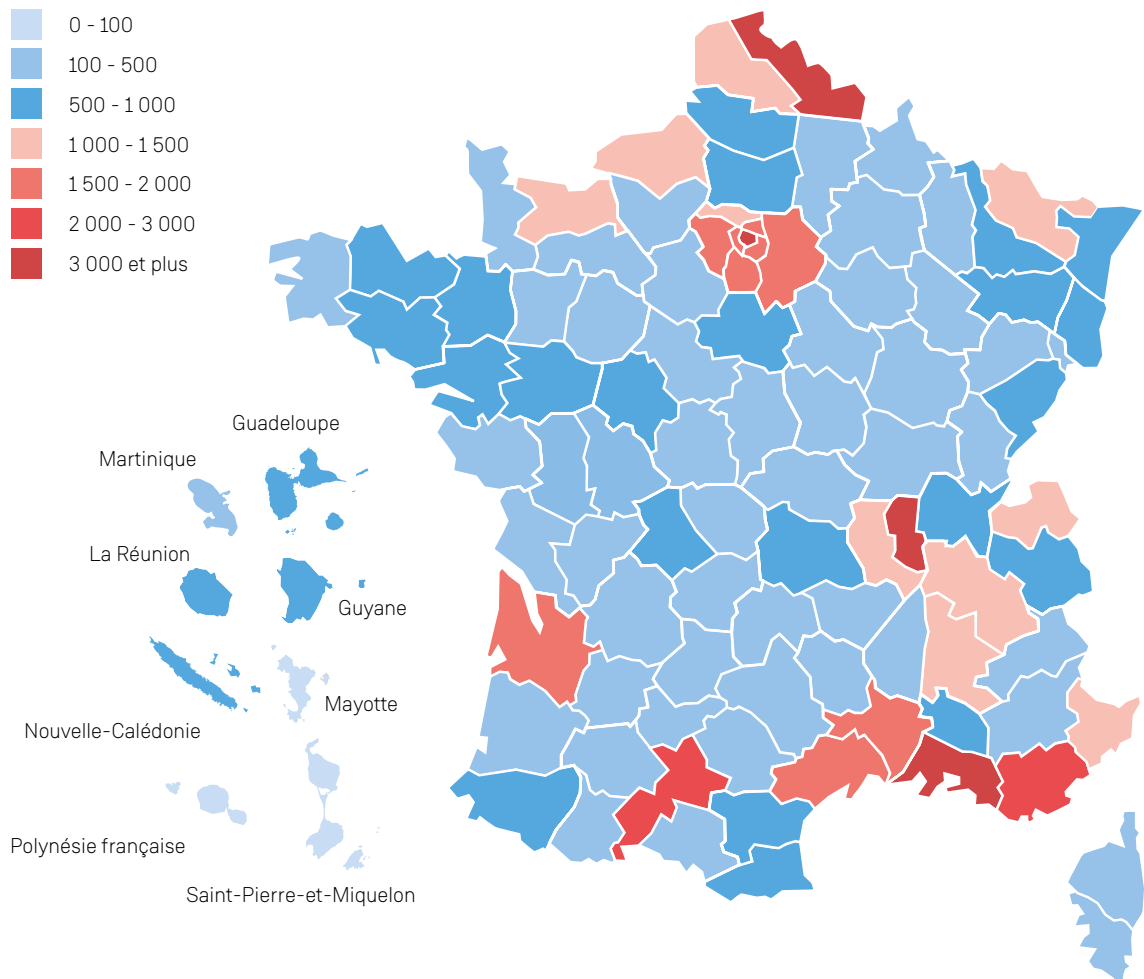 0 - 100
100 - 500
500 - 1 000
1 000 - 1 500
1 500 - 2 000
2 000 - 3 000
3 000 et plus
Guadeloupe
Martinique
La Réunion
Guyane
Mayotte
Nouvelle-Calédonie
Polynésie française
Saint-Pierre-et-Miquelon